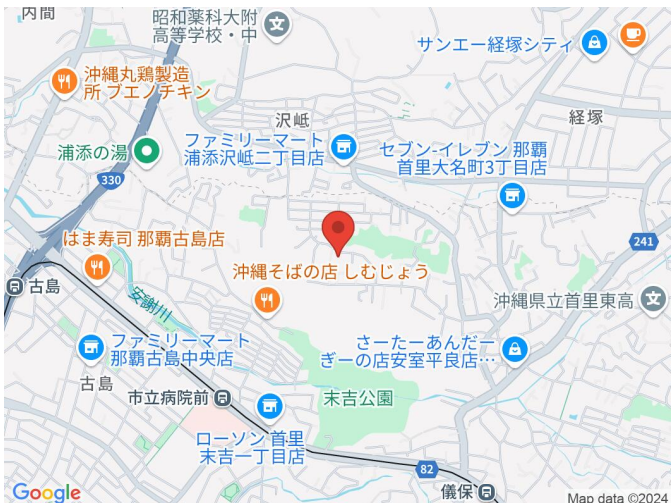 内間
昭和薬科大附
高等学校・中
サンエー経塚シティ
沖縄丸鶏製造
所 ブエノチキン
沢岻
経塚
ファミリーマート
浦添沢岻二丁目店
セブン-イレブン 那覇
首里大名町3丁目店
浦添の湯
330
はま寿司 那覇古島店
241
沖縄そばの店 しむじょう
古島
安謝川
沖縄県立首里東高
ファミリーマート
那覇古島中央店
さーたーあんだー
ぎーの店安室平良店…
古島
市立病院前
末吉公園
ローソン 首里
末吉一丁目店
82
儀保
Google
Map data ©2024